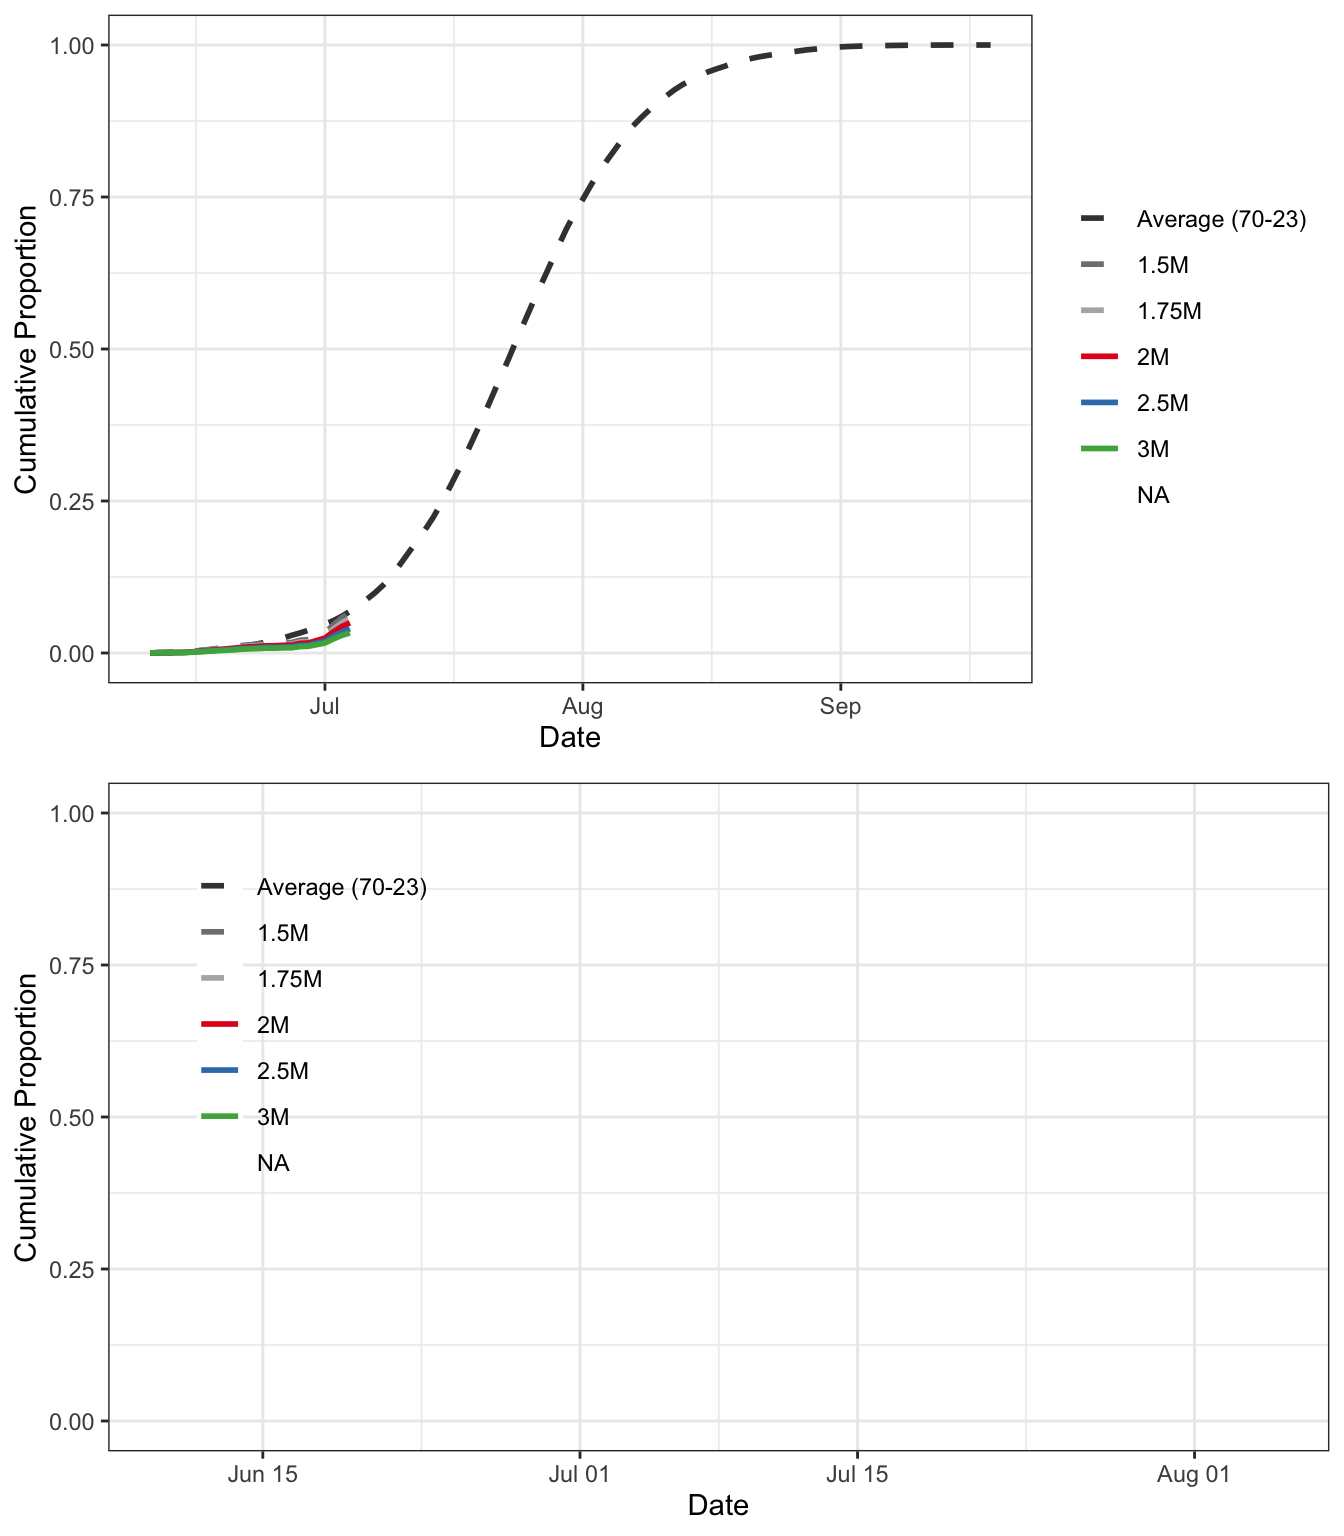 1.00
0.75
0.50
0.25
0.00
Cumulative Proportion
Jul Aug Sep
Date
Average (70-23)
1.5M
1.75M
2M
2.5M
3M
NA
1.00
0.75
0.50
0.25
0.00
Cumulative Proportion
Average (70-23)
1.5M
1.75M
2M
2.5M
3M
NA
Jun 15 Jul 01 Jul 15 Aug 01
Date